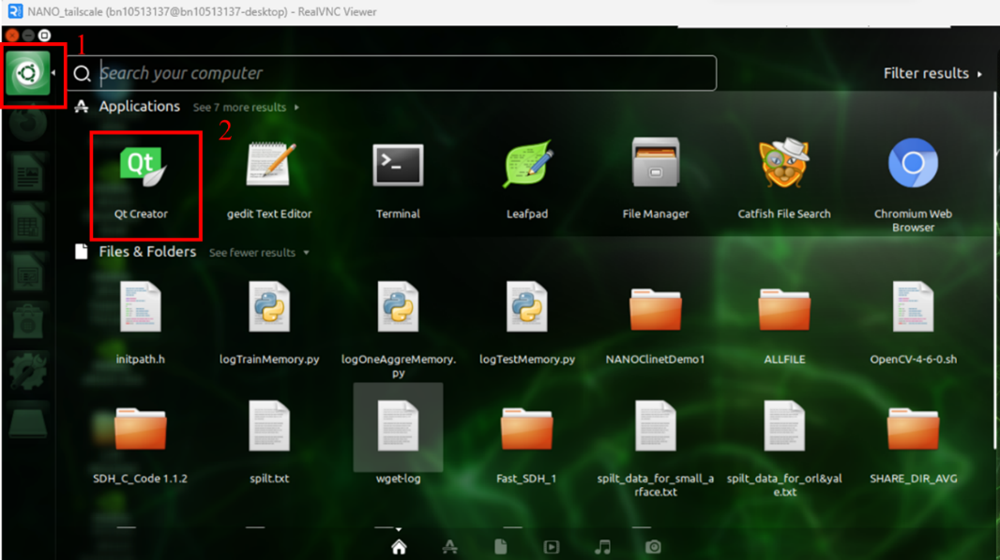 NANO_tailscale (bn10513137@bn10513137-desktop) - RealVNC Viewer
1
Search your computer
Filter results
Applications See 7 more results
2
Qt
Qt Creator
gedit Text Editor
>_
Terminal
Leafpad
File Manager
Catfish File Search
Chromium Web
Browser
Files & Folders See fewer results
initpath.h
logTrainMemory.py
logOneAggreMemory.
py
logTestMemory.py
NANOClinetDemo1
ALLFILE
OpenCV-4-6-0.sh
SDH_C_Code 1.1.2
spilt.txt
wget-log
Fast_SDH_1
spilt_data_for_small_a
rface.txt
spilt_data_for_orl&yal
e.txt
SHARE_DIR_AVG